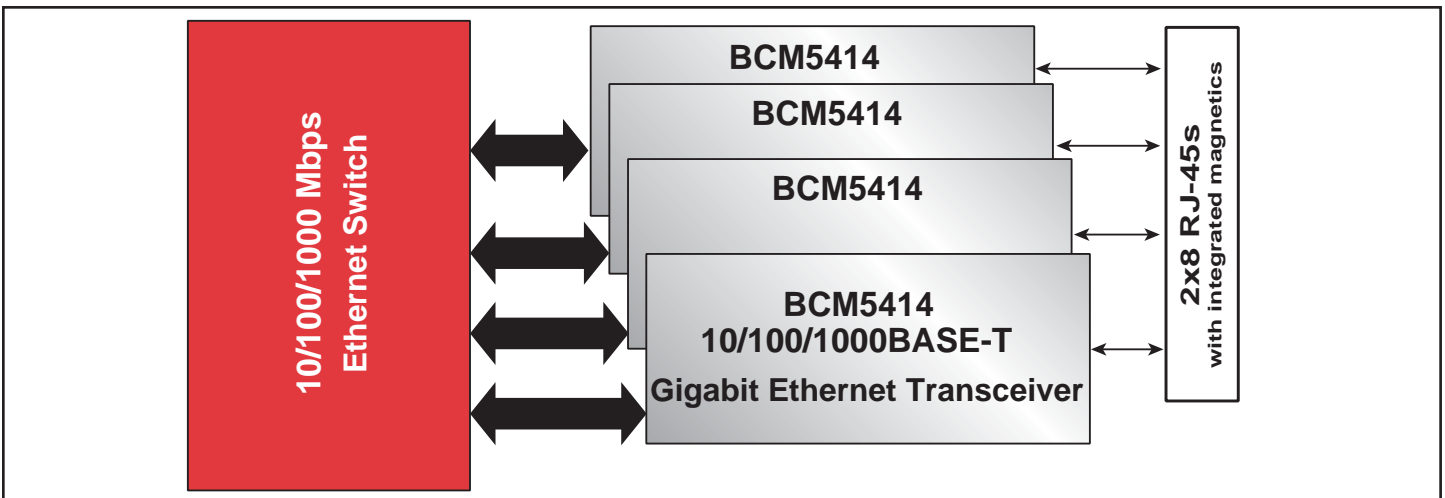 10/100/1000 Mbps
Ethernet Switch
BCM5414
BCM5414
BCM5414
BCM5414
10/100/1000BASE-T
Gigabit Ethernet Transceiver
2x8 RJ-45s
with integrated magnetics